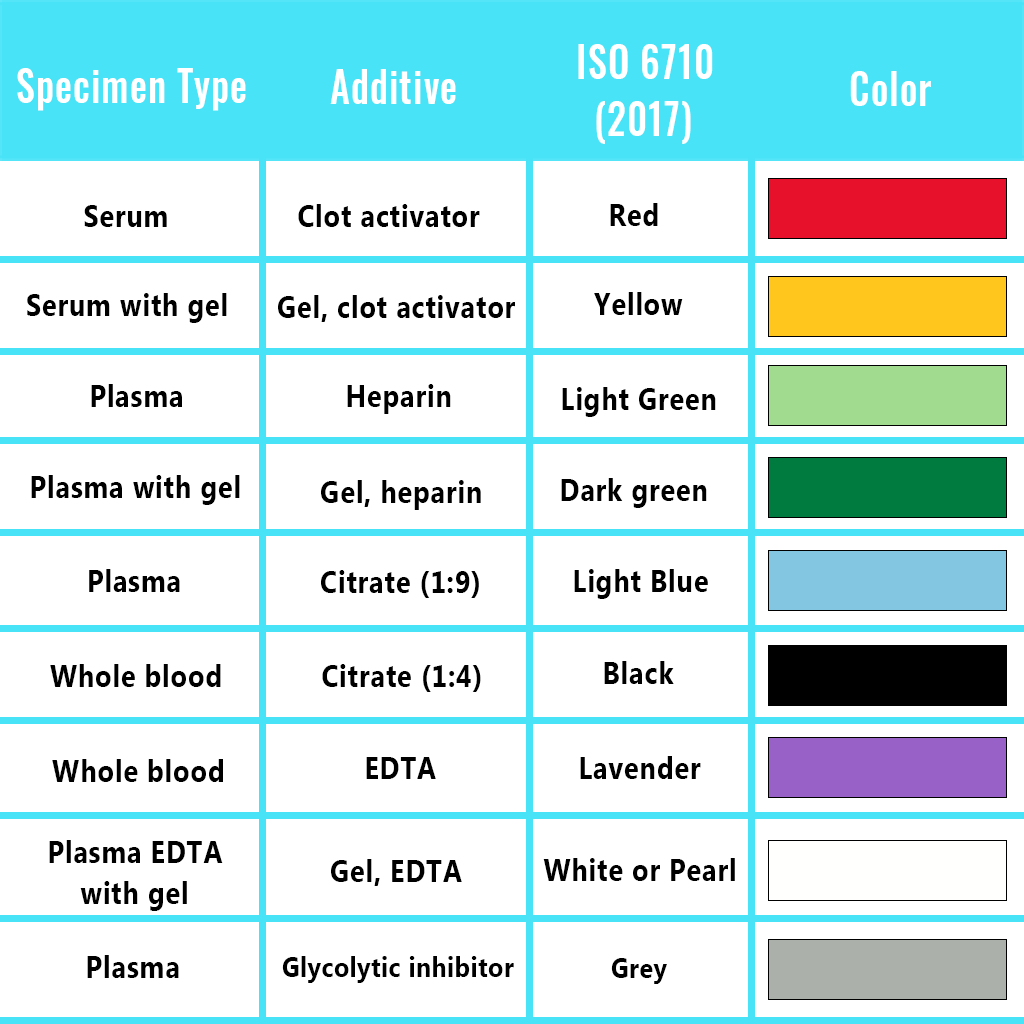 Specimen Type
Additive
ISO 6710
(2017)
Color
Serum
Clot activator
Red
Serum with gel
Gel, clot activator
Yellow
Plasma
Heparin
Light Green
Plasma with gel
Gel, heparin
Dark green
Plasma
Citrate (1:9)
Light Blue
Whole blood
Citrate (1:4)
Black
Whole blood
EDTA
Lavender
Plasma EDTA
with gel
Gel, EDTA
White or Pearl
Plasma
Glycolytic inhibitor
Grey